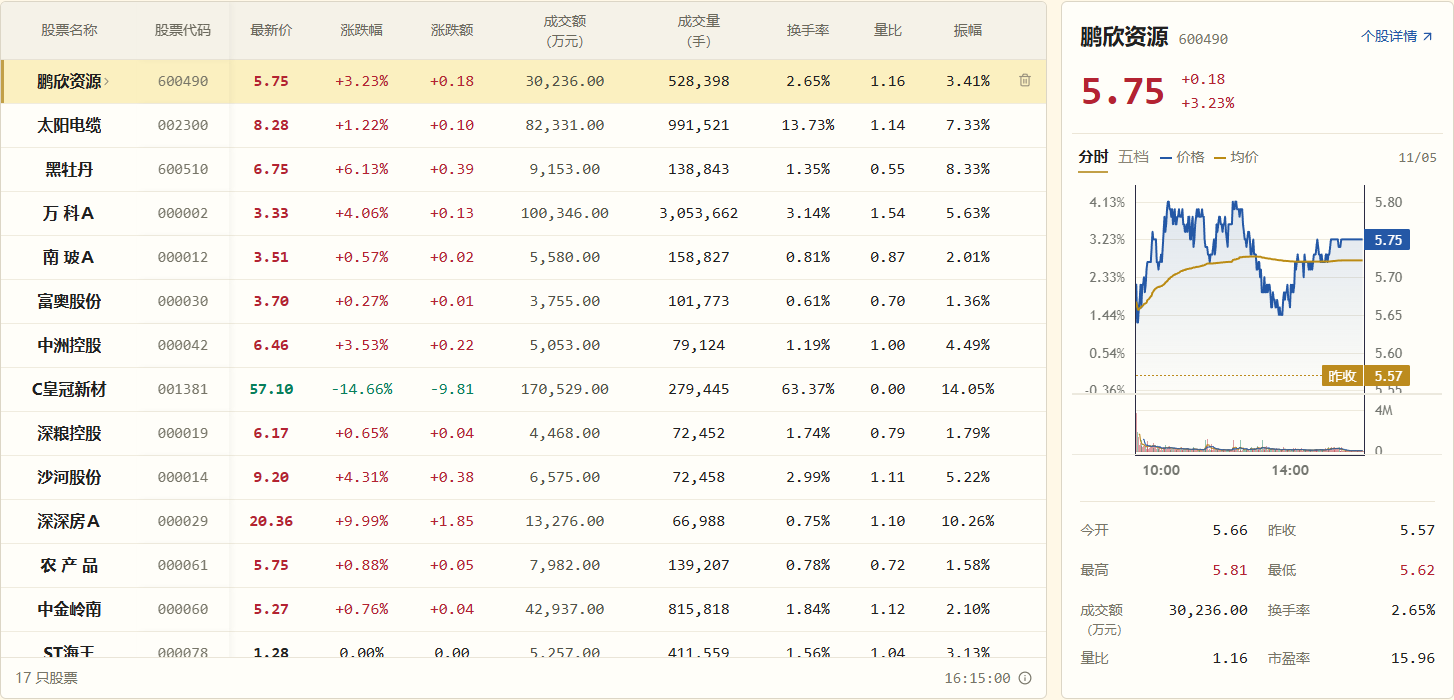 股票名称 股票代码 最新价 涨跌幅 涨跌额 成交额 (万元) 成交量 (手) 换手率 量比 振幅
鹏欣资源 600490 5.75 +3.23% +0.18 30,236.00 528,398 2.65% 1.16 3.41%
太阳电缆 002300 8.28 +1.22% +0.10 82,331.00 991,521 13.73% 1.14 7.33%
黑牡丹 600510 6.75 +6.13% +0.39 9,153.00 138,843 1.35% 0.55 8.33%
万 科A 000002 3.33 +4.06% +0.13 100,346.00 3,053,662 3.14% 1.54 5.63%
南 玻A 000012 3.51 +0.57% +0.02 5,580.00 158,827 0.81% 0.87 2.01%
富奥股份 000030 3.70 +0.27% +0.01 3,755.00 101,773 0.61% 0.70 1.36%
中洲控股 000042 6.46 +3.53% +0.22 5,053.00 79,124 1.19% 1.00 4.49%
C皇冠新材 001381 57.10 -14.66% -9.81 170,529.00 279,445 63.37% 0.00 14.05%
深粮控股 000019 6.17 +0.65% +0.04 4,468.00 72,452 1.74% 0.79 1.79%
沙河股份 000014 9.20 +4.31% +0.38 6,575.00 72,458 2.99% 1.11 5.22%
深深房A 000029 20.36 +9.99% +1.85 13,276.00 66,988 0.75% 1.10 10.26%
农 产 品 000061 5.75 +0.88% +0.05 7,982.00 139,207 0.78% 0.72 1.58%
中金岭南 000060 5.27 +0.76% +0.04 42,937.00 815,818 1.84% 1.12 2.10%
ST海王 000078 1.28 0.00% 0.00 5,257.00 411,559 1.56% 1.04 3.13%
17 只股票 16:15:00
鹏欣资源 600490 个股详情
5.75 +0.18
+3.23%
分时 五档 价格 均价 11/05
4.13% 5.80
3.23% 5.75
2.33% 5.70
1.44% 5.65
0.54% 5.60
昨收 5.57
-0.36% 5.55
4M
0
10:00 14:00
今开 5.66 昨收 5.57
最高 5.81 最低 5.62
成交额 30,236.00 换手率 2.65%
(万元)
量比 1.16 市盈率 15.96